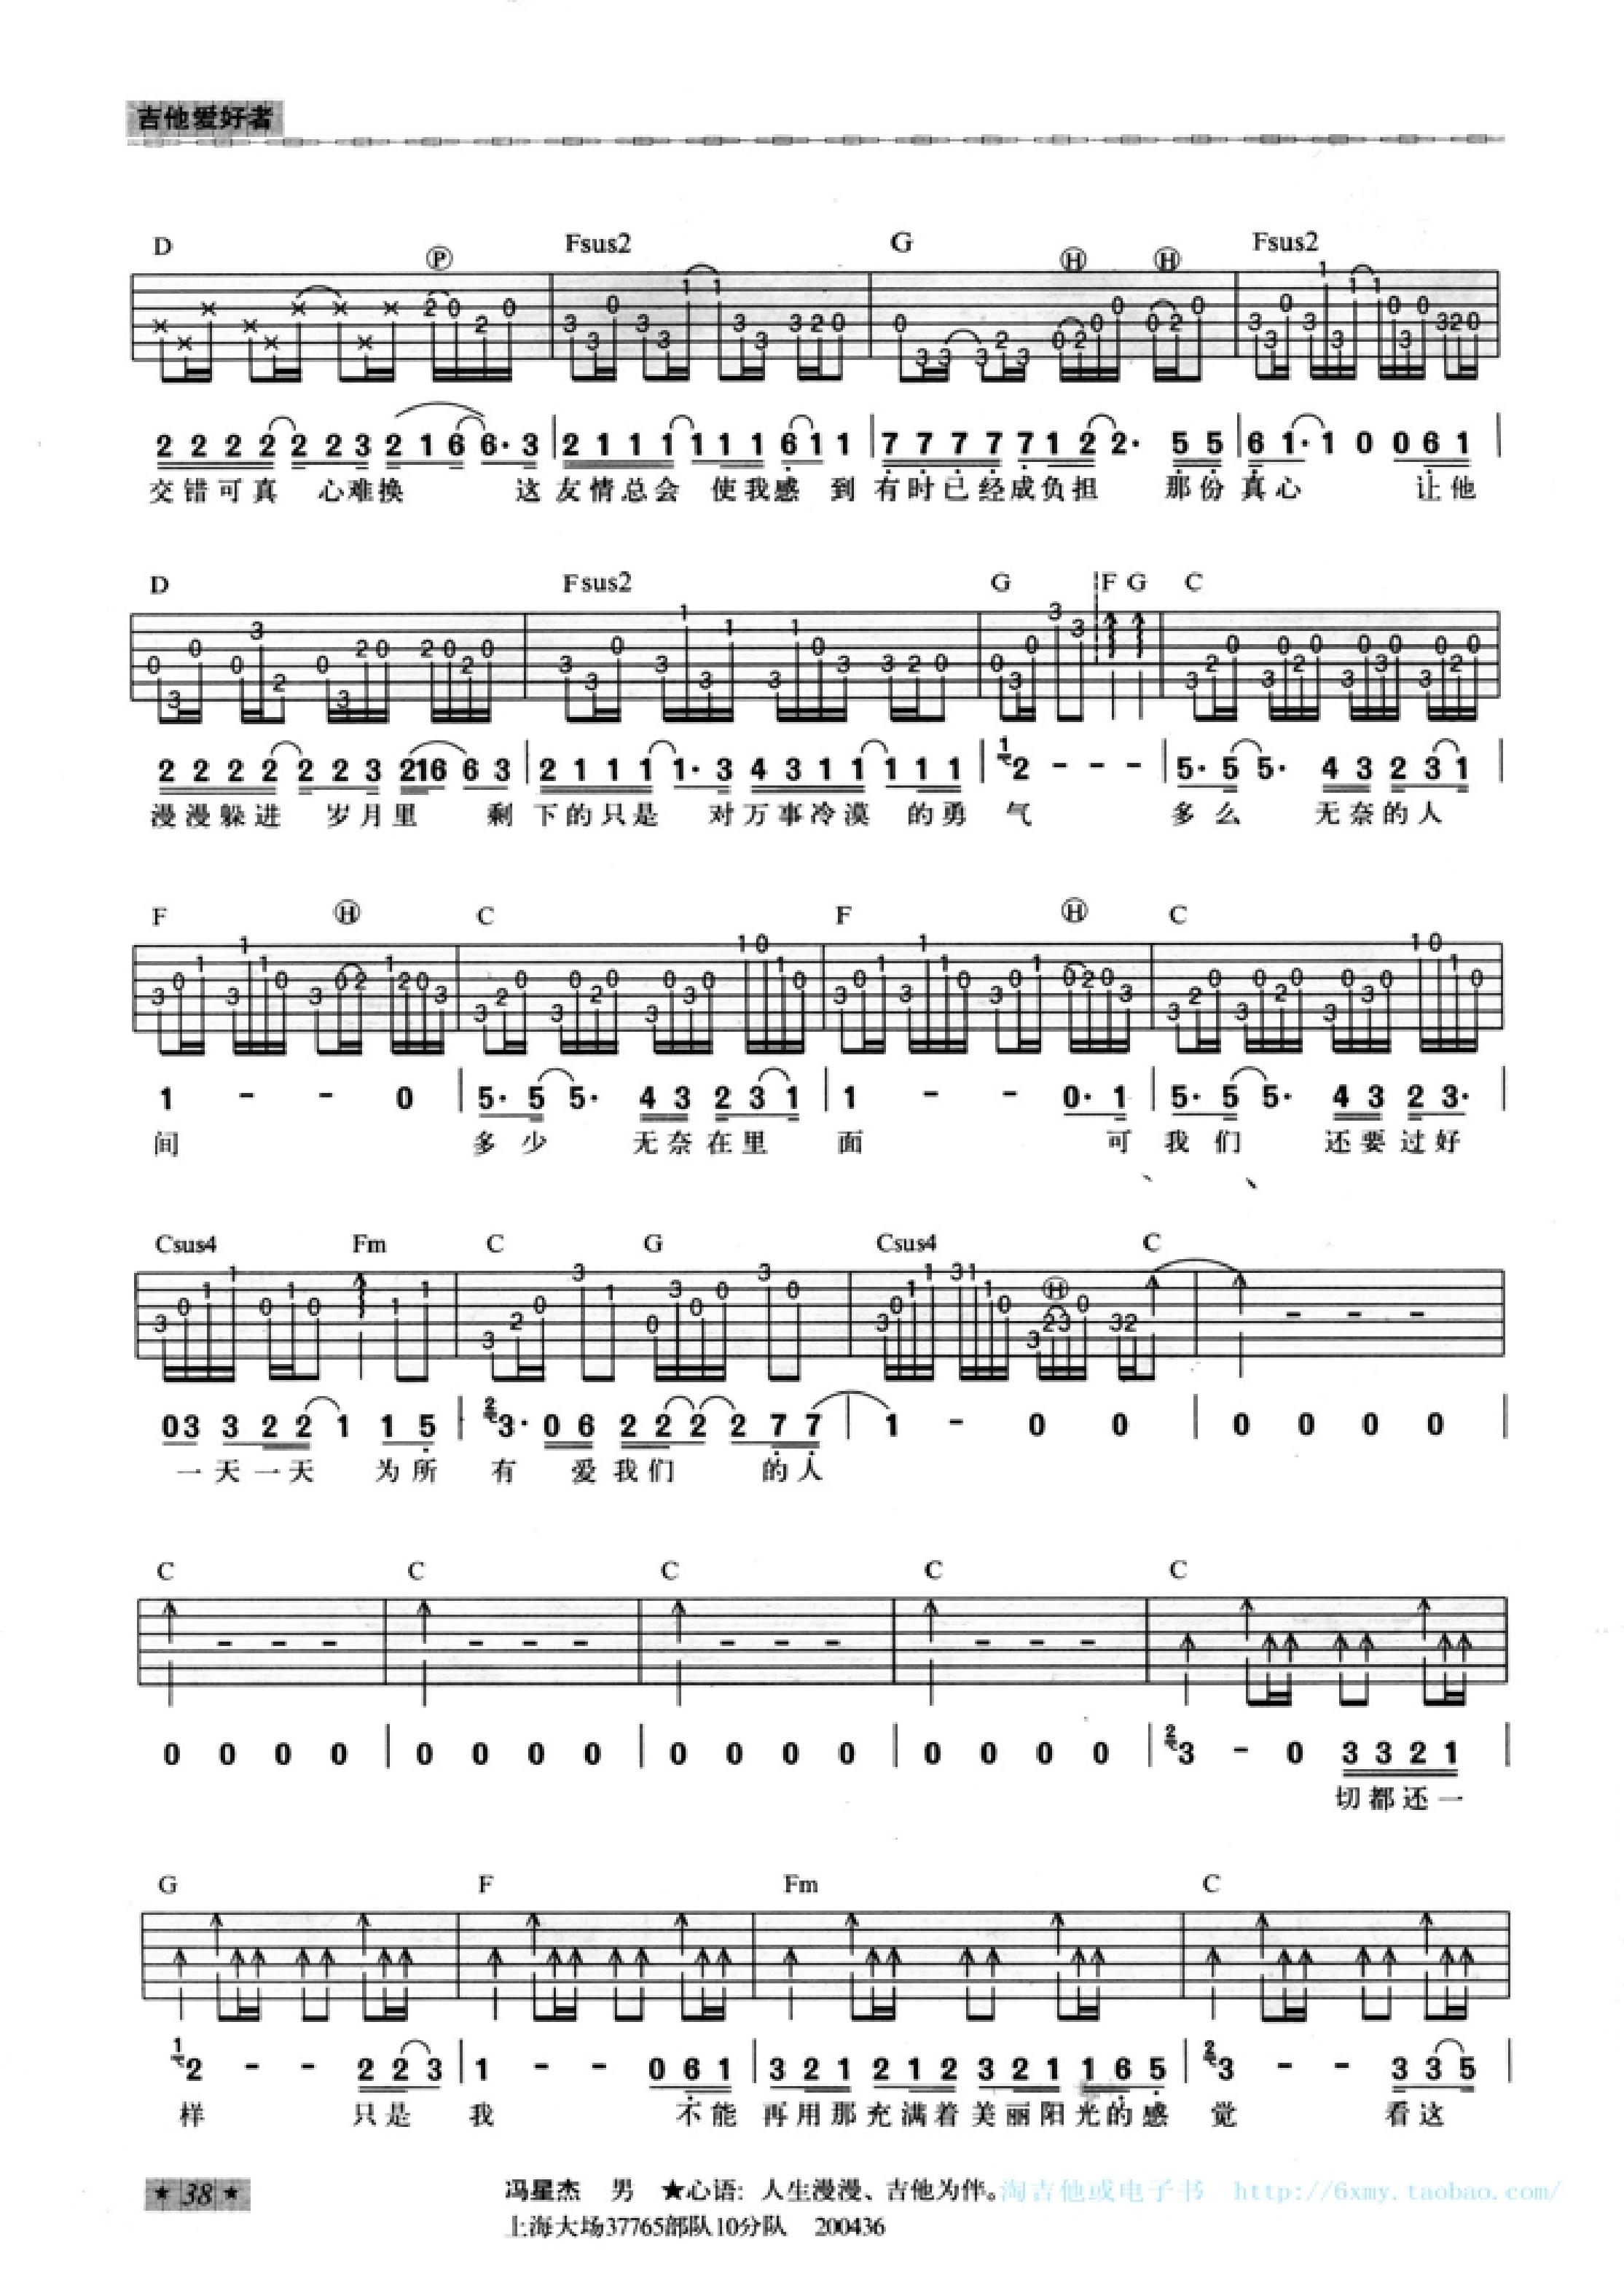 吉他爱好者
D Ⓟ Fsus2 G Ⓗ Ⓗ Fsus2
2 2 2 2 2 2 3 2 1 6 6· 3 | 2 1 1 1 1 1 1 6 1 1 | 7 7 7 7 7 1 2 2· 5 5 | 6 1· 1 0 0 6 1 |
交错可真 心难换 这友情总会 使我感 到 有时已经成负担 那份真心 让他
D Fsus2 G F G C
2 2 2 2 2 2 3 2 1 6 6 3 | 2 1 1 1 1· 3 4 3 1 1 1 1 1 | 1 2 - - - | 5· 5 5· 4 3 2 3 1 |
漫漫躲进 岁月里 剩下的只是 对万事冷漠 的勇 气 多么 无奈的人
F Ⓗ C F Ⓗ C
1 - - 0 | 5· 5 5· 4 3 2 3 1 | 1 - - 0· 1 | 5· 5 5· 4 3 2 3· |
间 多少 无奈在里 面 可 我们 还要过好
Csus4 Fm C G Csus4 Ⓗ C
0 3 3 2 2 1 1 5 | 2 3· 0 6 2 2 2 2 7 7 | 1 - 0 0 | 0 0 0 0 |
一天一天 为所 有 爱我们 的人
C C C C C
0 0 0 0 | 0 0 0 0 | 0 0 0 0 | 0 0 0 0 | 2 3 - 0 3 3 2 1 |
切都还一
G F Fm C
1 2 - - 2 2 3 | 1 - - 0 6 1 | 3 2 1 2 1 2 3 2 1 1 6 5 | 2 3 - - 3 3 5 |
样 只是 我 不能 再用那充满着美丽阳光的感 觉 看这
★ 38 ★
冯星杰 男 ★心语: 人生漫漫、吉他为伴。淘吉他或电子书 http://6xmy.taobao.com/
上海大场37765部队10分队 200436